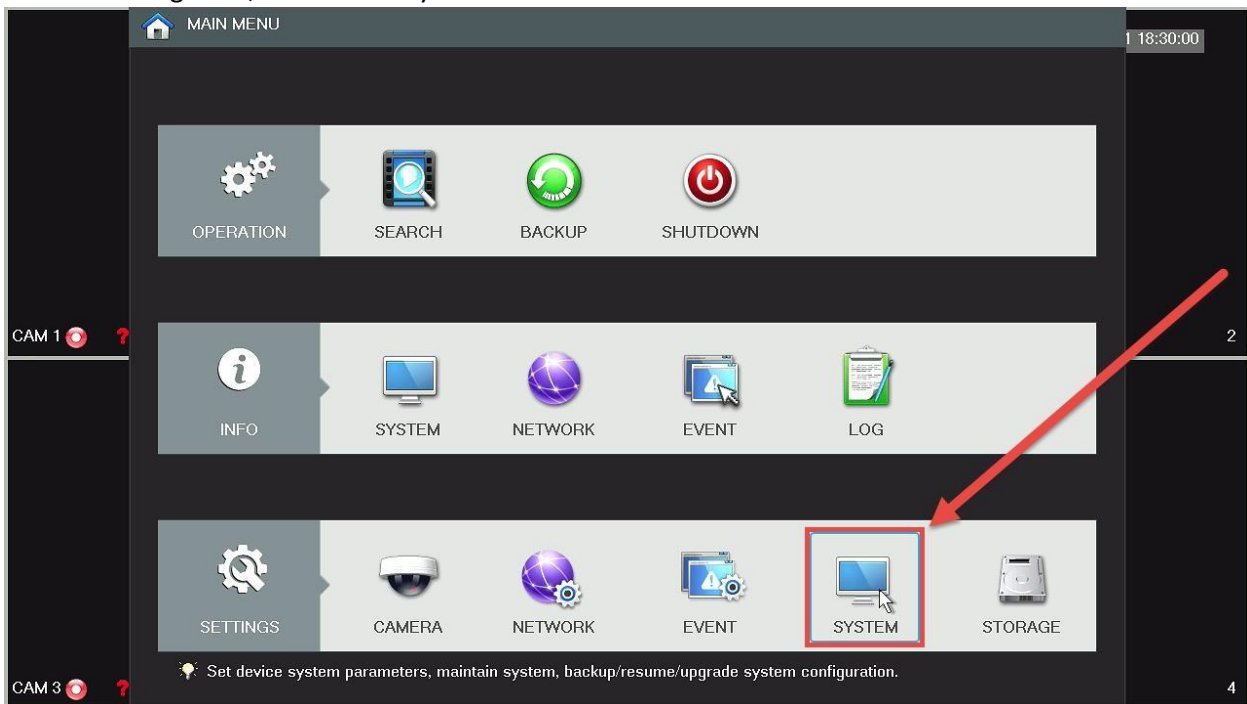 MAIN MENU
1 18:30:00
OPERATION SEARCH BACKUP SHUTDOWN
CAM 1 ? 2
INFO SYSTEM NETWORK EVENT LOG
SETTINGS CAMERA NETWORK EVENT SYSTEM STORAGE
Set device system parameters, maintain system, backup/resume/upgrade system configuration.
CAM 3 ? 4